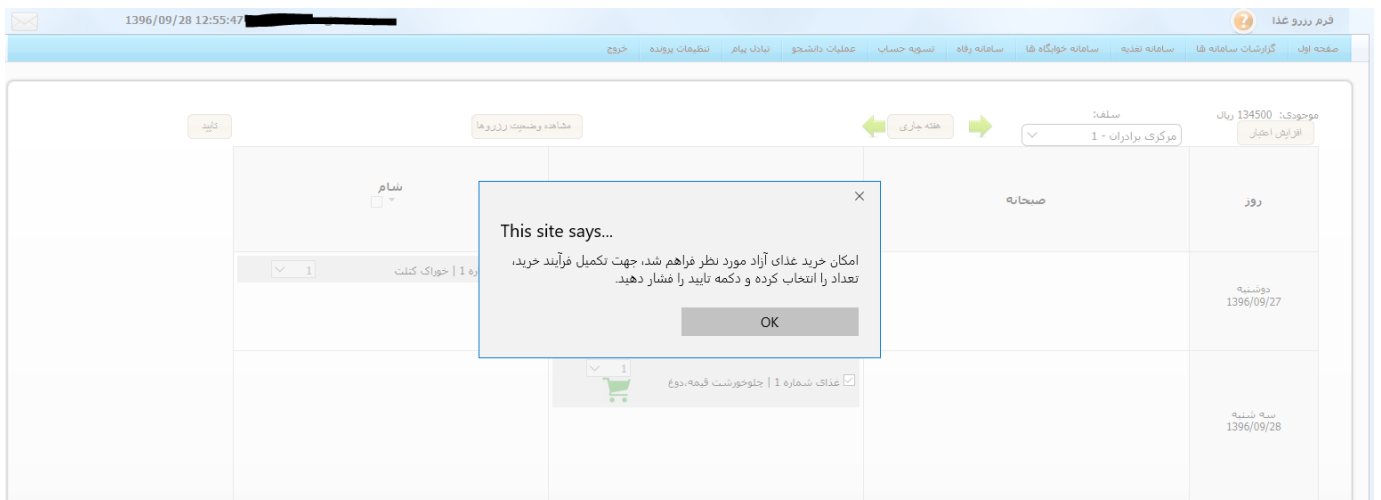 فرم رزرو غذا
1396/09/28 12:55:47
صفحه اول گزارشات سامانه ها سامانه تغذیه سامانه خوابگاه ها سامانه رفاه تسویه حساب عملیات دانشجو تبادل پیام تنظیمات پرونده خروج
موجودی: 134500 ریال
افزایش اعتبار
سلف:
مرکزی برادران - 1
هفته جاری
مشاهده وضعیت رزروها
تایید
روز صبحانه شام
This site says...
امکان خرید غذای آزاد مورد نظر فراهم شد، جهت تکمیل فرآیند خرید،
تعداد را انتخاب کرده و دکمه تایید را فشار دهید.
OK
دوشنبه
1396/09/27
1 | خوراک کتلت 1
سه شنبه
1396/09/28
غذای شماره 1 | چلوخورشت قیمه،دوغ 1